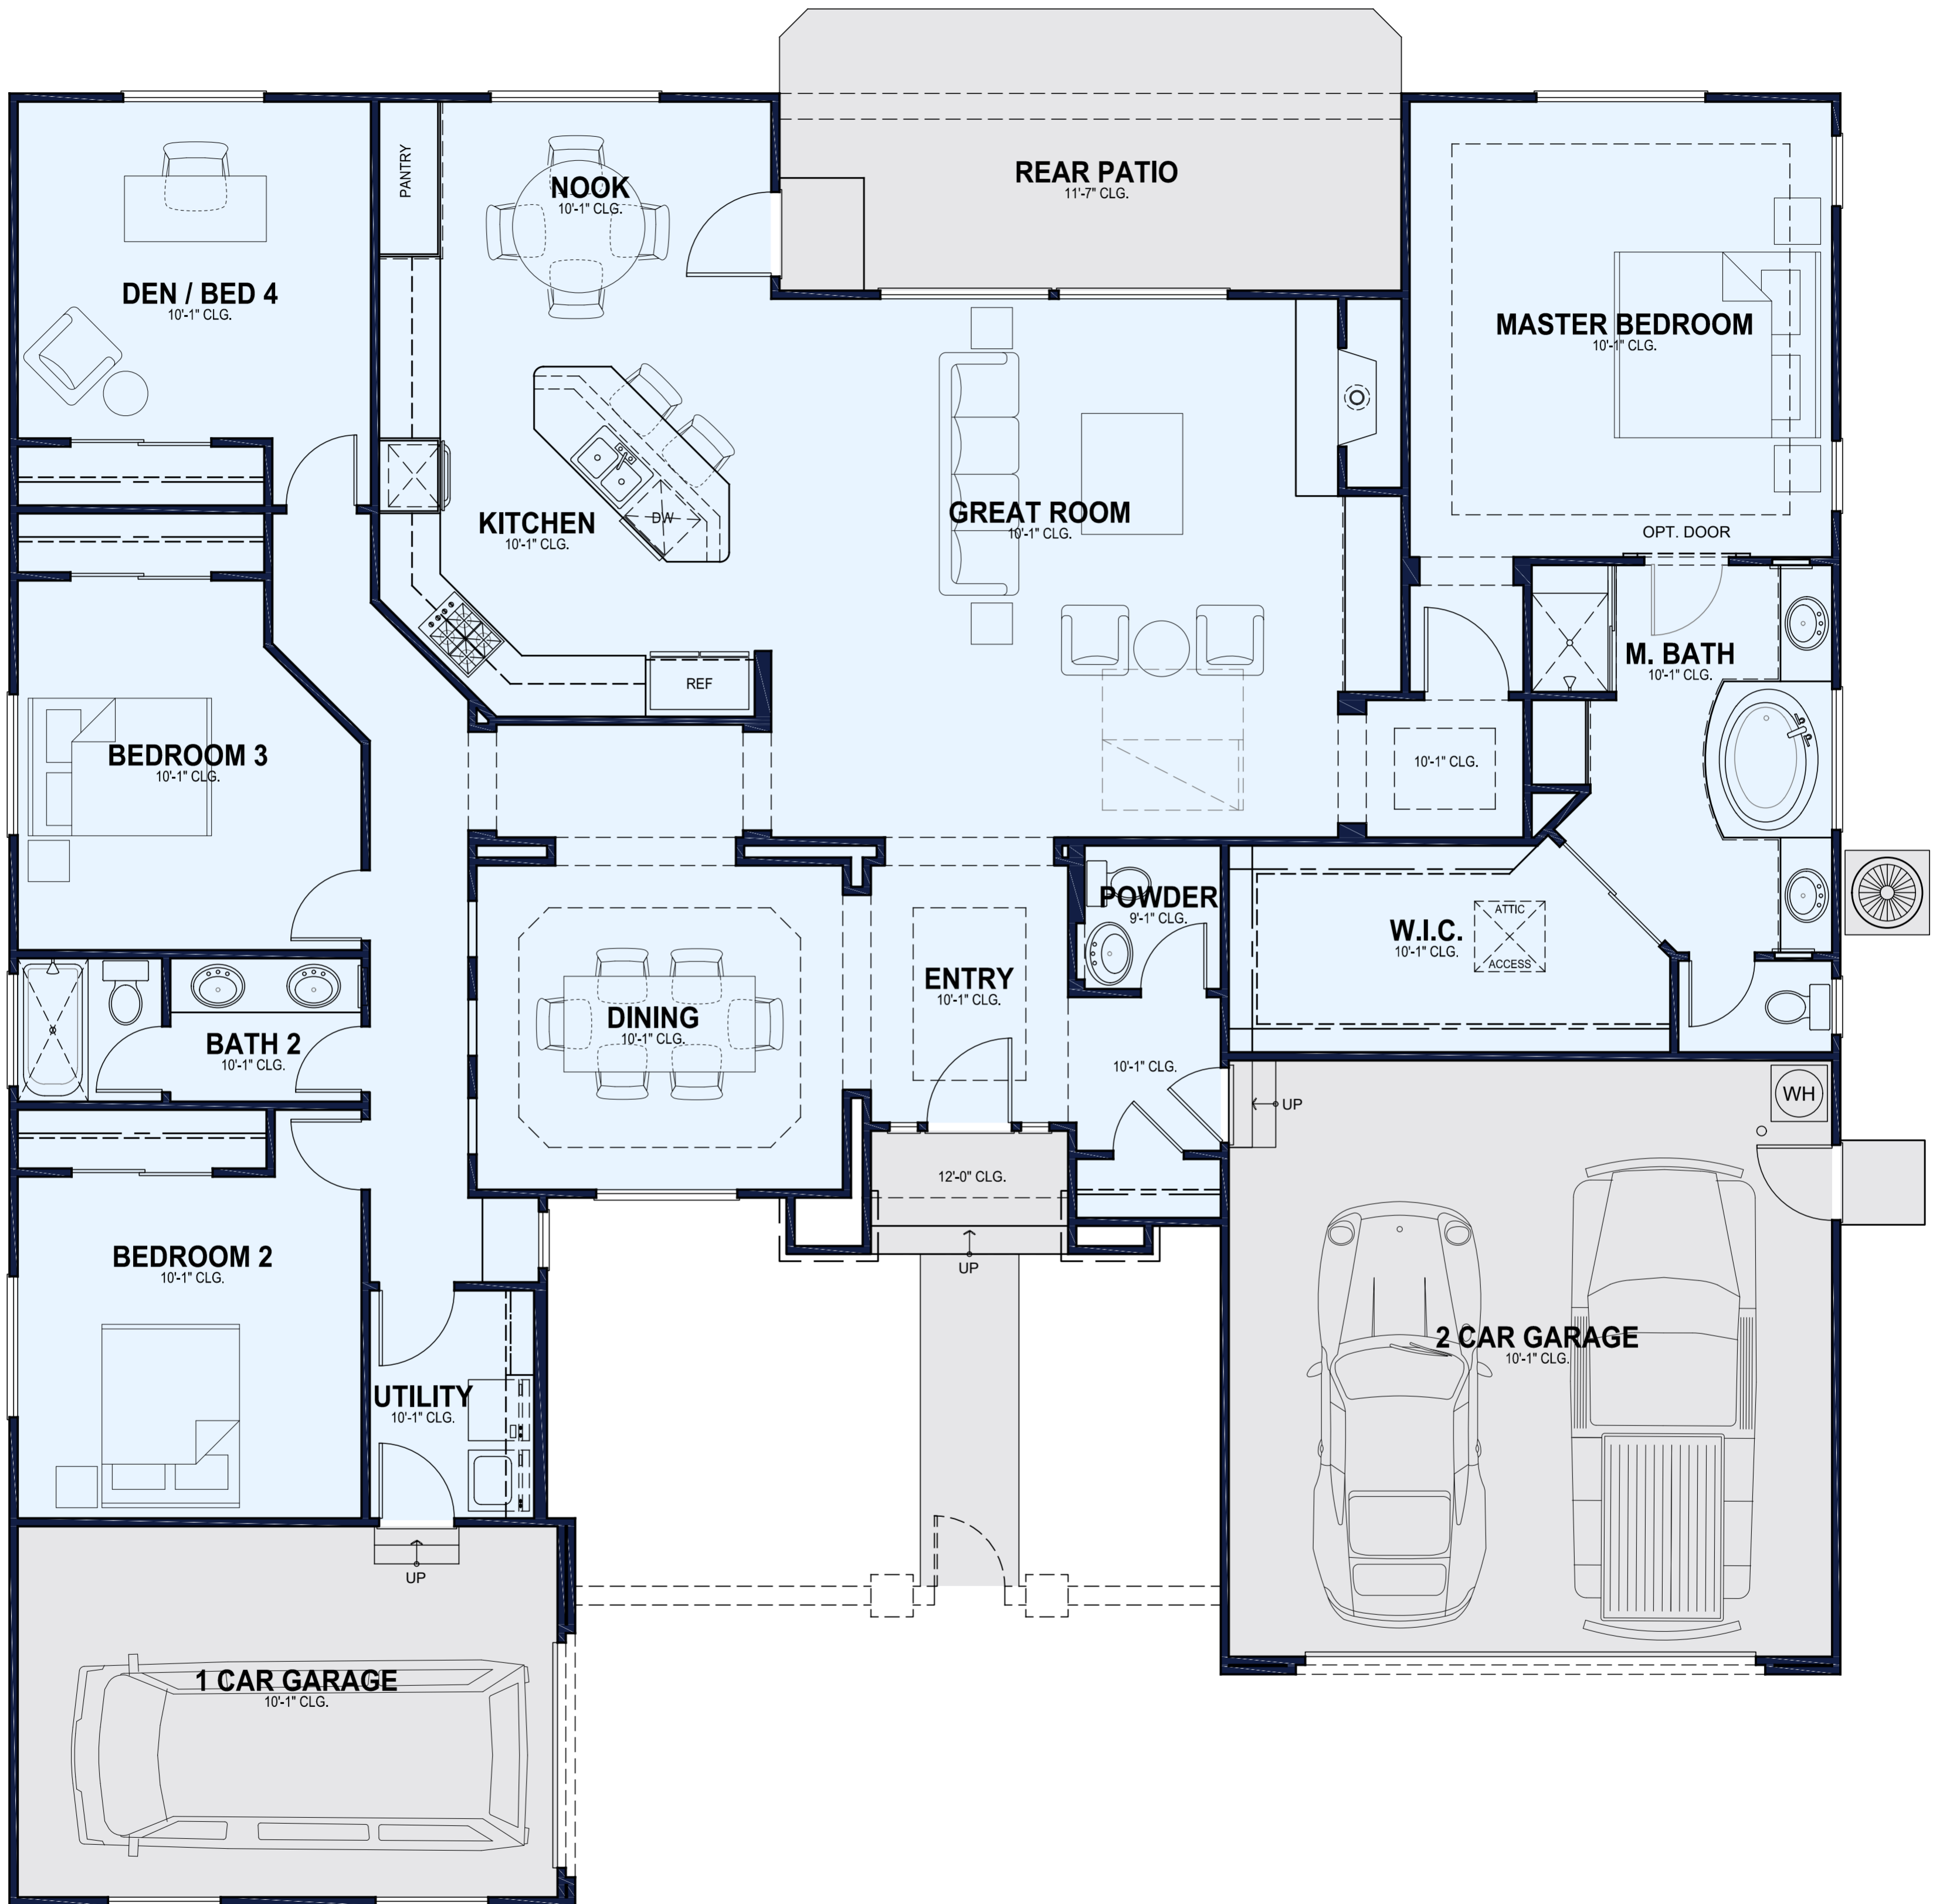 REAR PATIO
11'-7" CLG.
PANTRY
NOOK
10'-1" CLG.
DEN / BED 4
10'-1" CLG.
MASTER BEDROOM
10'-1" CLG.
KITCHEN
10'-1" CLG.
DW
GREAT ROOM
10'-1" CLG.
OPT. DOOR
REF
M. BATH
10'-1" CLG.
BEDROOM 3
10'-1" CLG.
10'-1" CLG.
POWDER
9'-1" CLG.
W.I.C.
10'-1" CLG.
ATTIC
ACCESS
ENTRY
10'-1" CLG.
DINING
10'-1" CLG.
BATH 2
10'-1" CLG.
10'-1" CLG.
UP
WH
12'-0" CLG.
UP
BEDROOM 2
10'-1" CLG.
2 CAR GARAGE
10'-1" CLG.
UTILITY
10'-1" CLG.
UP
1 CAR GARAGE
10'-1" CLG.